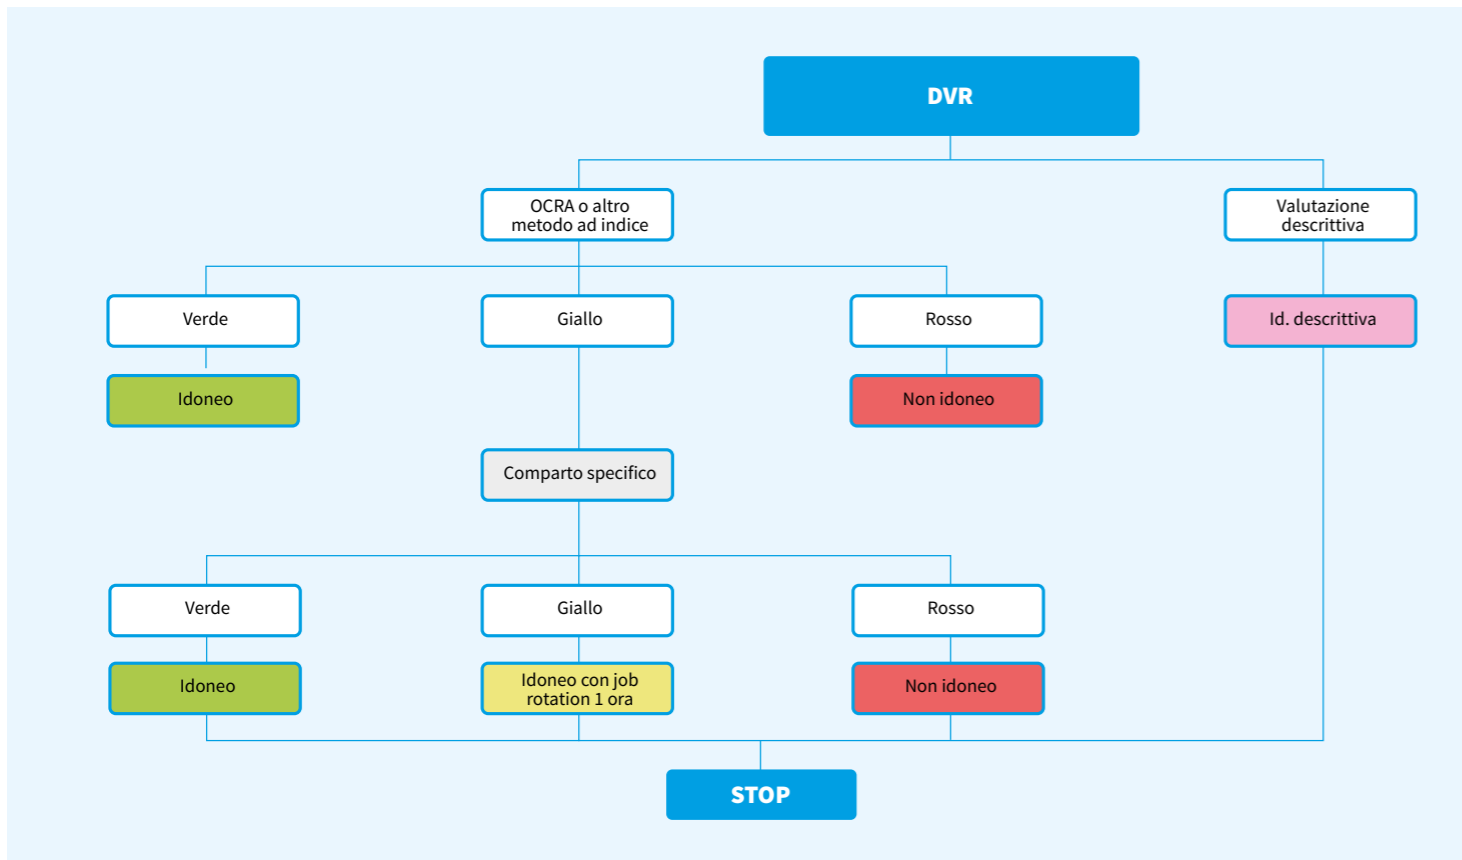 DVR
OCRA o altro
metodo ad indice
Valutazione
descrittiva
Verde
Giallo
Rosso
Id. descrittiva
Idoneo
Non idoneo
Comparto specifico
Verde
Giallo
Rosso
Idoneo
Idoneo con job
rotation 1 ora
Non idoneo
STOP